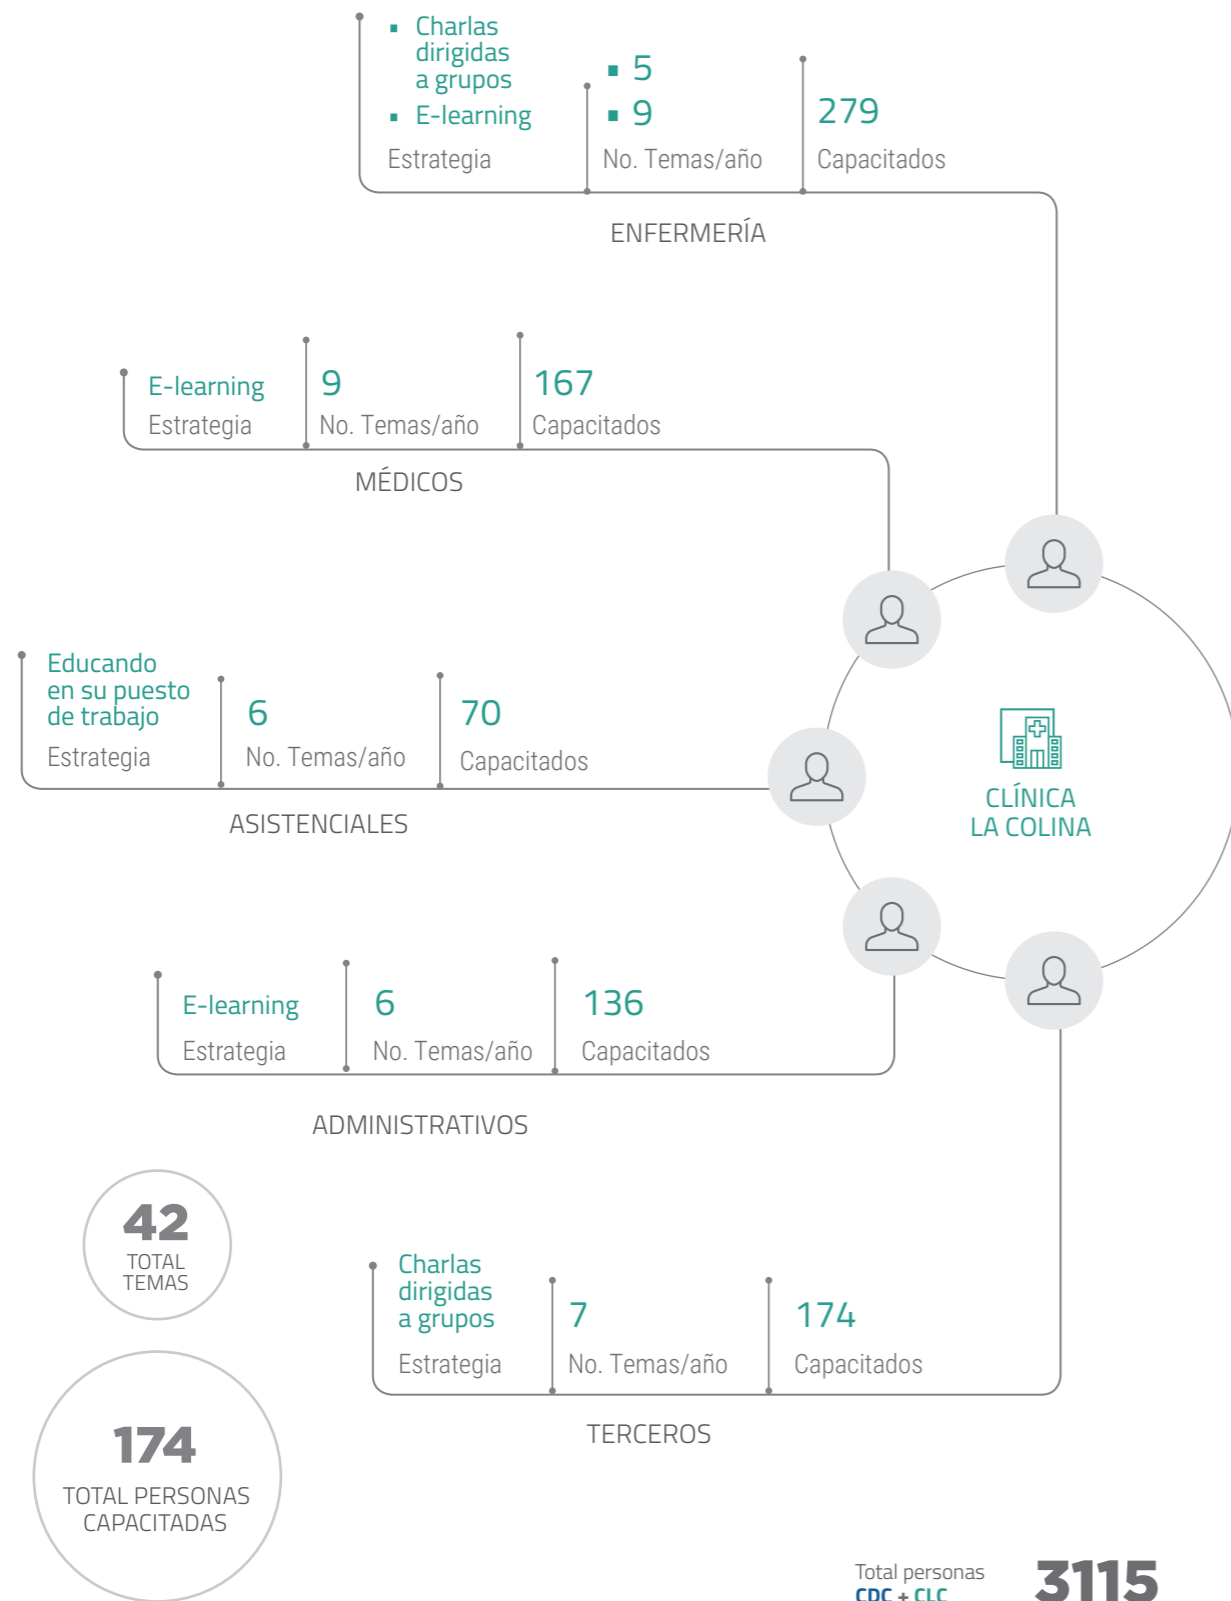 ▪ Charlas
dirigidas
a grupos
▪ E-learning
Estrategia
▪ 5
▪ 9
No. Temas/año
279
Capacitados
ENFERMERÍA
E-learning
Estrategia
9
No. Temas/año
167
Capacitados
MÉDICOS
Educando
en su puesto
de trabajo
Estrategia
6
No. Temas/año
70
Capacitados
ASISTENCIALES
CLÍNICA
LA COLINA
E-learning
Estrategia
6
No. Temas/año
136
Capacitados
ADMINISTRATIVOS
42
TOTAL
TEMAS
Charlas
dirigidas
a grupos
Estrategia
7
No. Temas/año
174
Capacitados
TERCEROS
174
TOTAL PERSONAS
CAPACITADAS
Total personas
CDC + CLC
3115